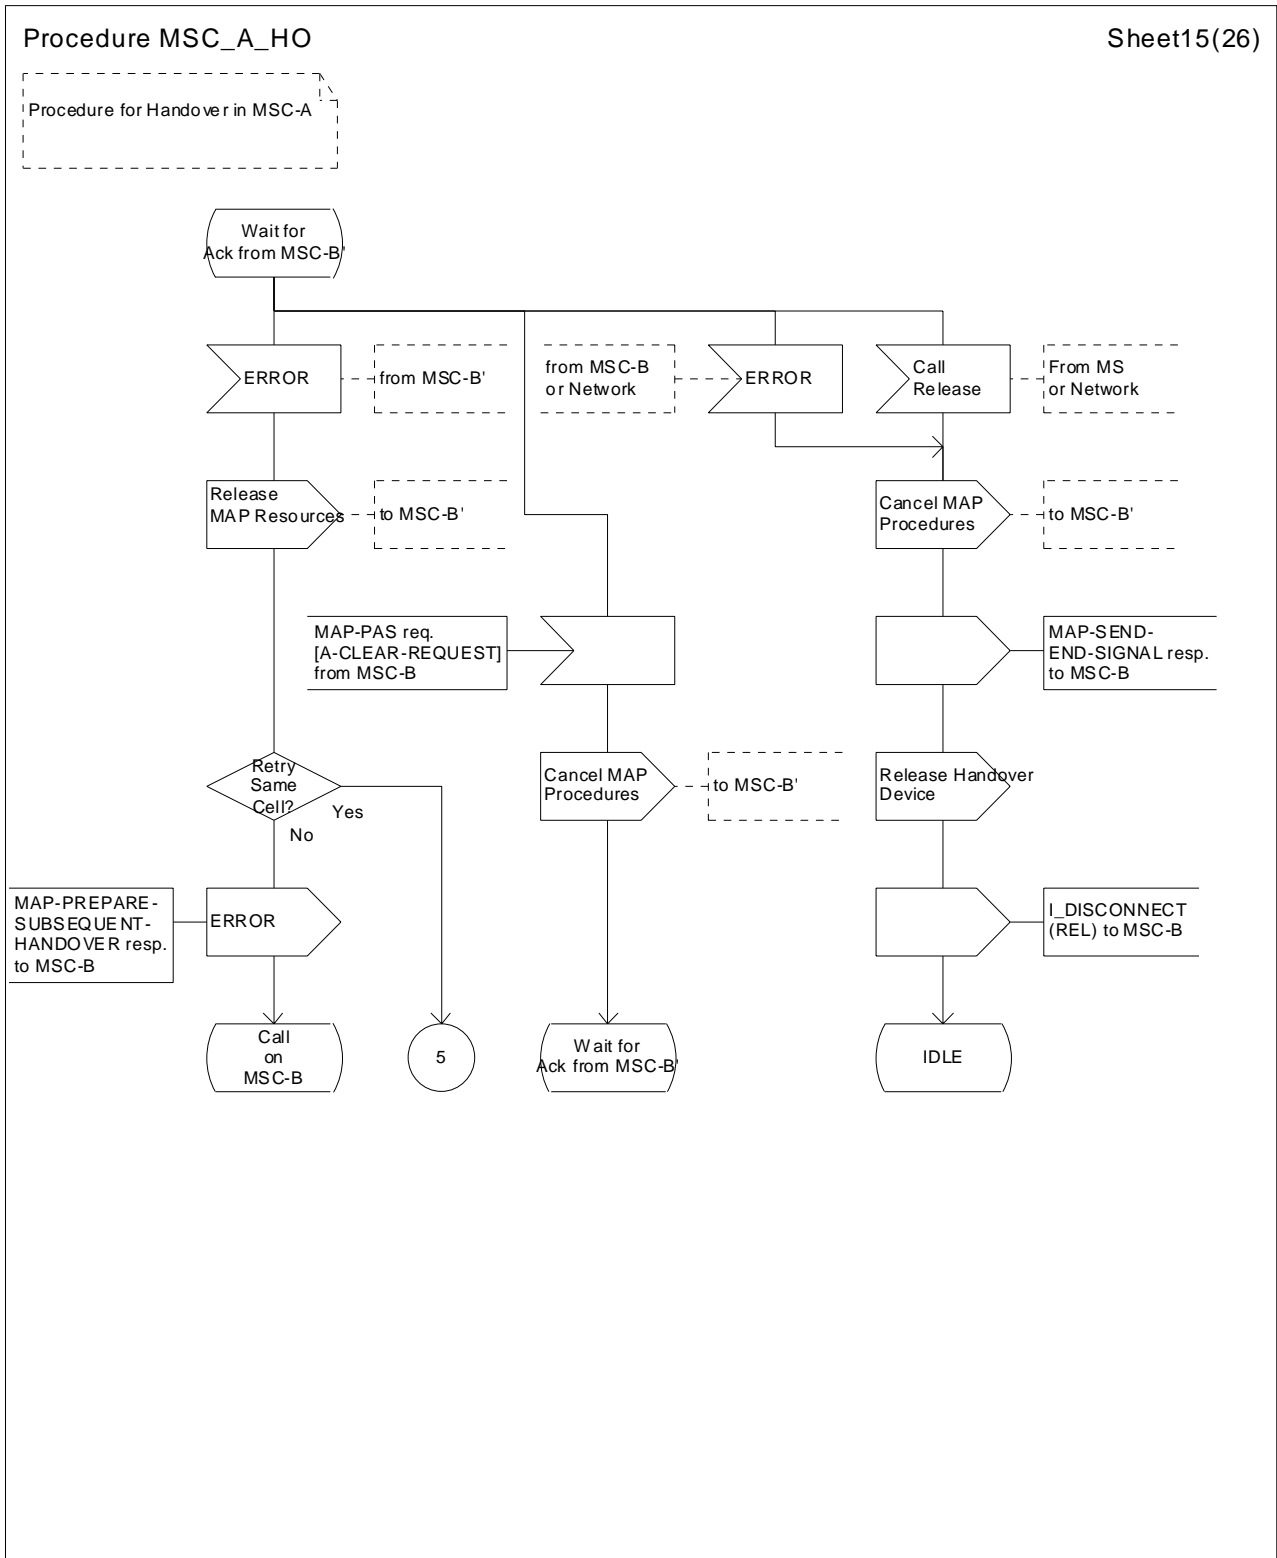 Procedure MSC_A_HO
Sheet15(26)
Procedure for Handover in MSC-A
Wait for
Ack from MSC-B'
ERROR
from MSC-B'
from MSC-B
or Network
ERROR
Call
Release
From MS
or Network
Release
MAP Resources
to MSC-B'
Cancel MAP
Procedures
to MSC-B'
MAP-PAS req.
[A-CLEAR-REQUEST]
from MSC-B
MAP-SEND-
END-SIGNAL resp.
to MSC-B
Retry
Same
Cell?
Yes
No
Cancel MAP
Procedures
to MSC-B'
Release Handover
Device
MAP-PREPARE-
SUBSEQUENT-
HANDOVER resp.
to MSC-B
ERROR
I_DISCONNECT
(REL) to MSC-B
Call
on
MSC-B
5
Wait for
Ack from MSC-B'
IDLE